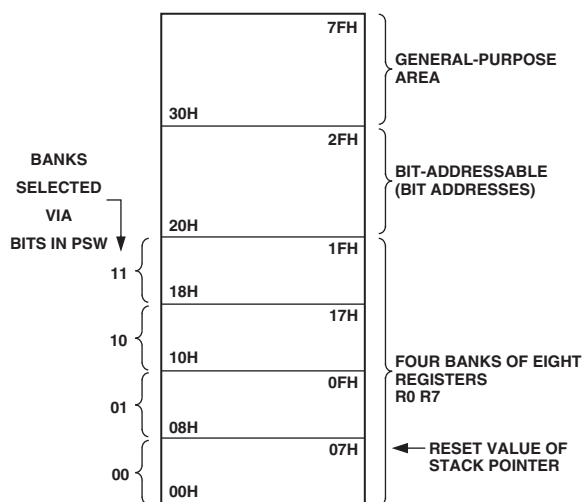 7FH
GENERAL-PURPOSE
AREA
30H
2FH
BANKS
SELECTED
VIA
BITS IN PSW
BIT-ADDRESSABLE
(BIT ADDRESSES)
20H
1FH
11
18H
17H
10
10H
FOUR BANKS OF EIGHT
REGISTERS
R0 R7
0FH
01
08H
07H
RESET VALUE OF
STACK POINTER
00
00H